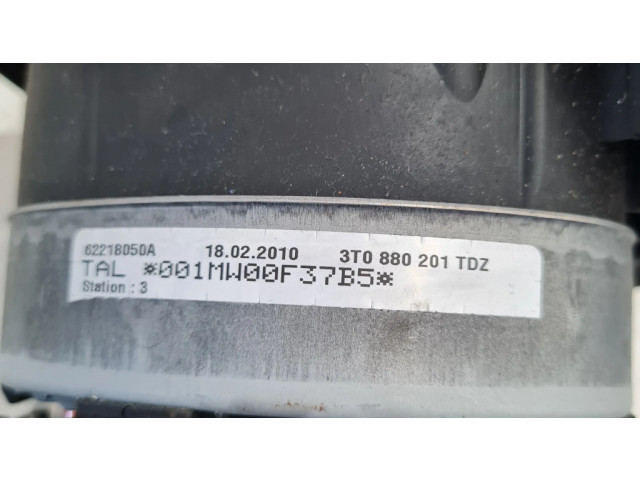 62218050A 18.02.2010 3T0 880 201 TDZ
TAL *001MW00F37B5*
Station : 3